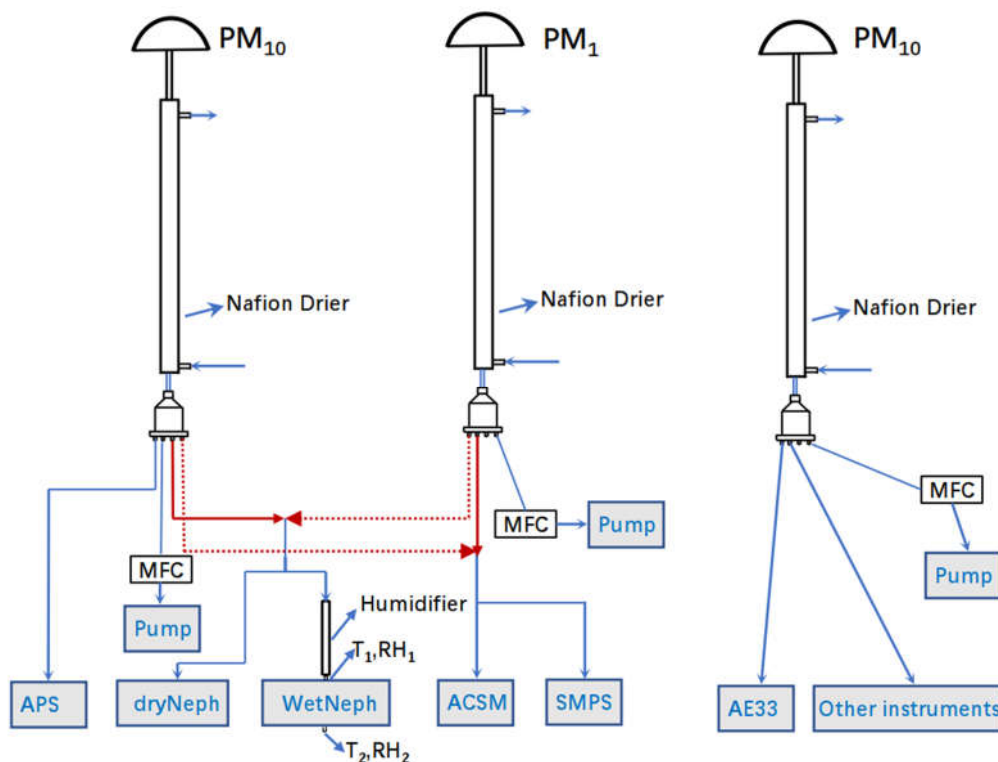 PM₁₀
PM₁
PM₁₀
Nafion Drier
Nafion Drier
Nafion Drier
MFC
MFC
MFC
Pump
Pump
Pump
Humidifier
T₁,RH₁
APS
dryNeph
WetNeph
ACSM
SMPS
AE33
Other instruments
T₂,RH₂